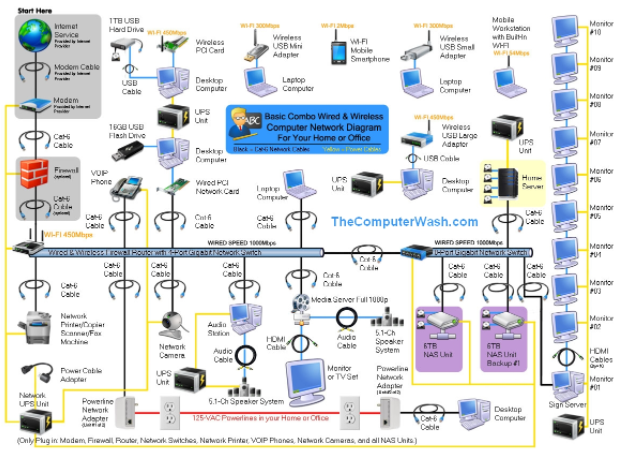 Start Here
Internet
Service
Provided by Internet
Provider
Modem Cable
Provided by Internet
Provider
Modem
Provided by Internet
Provider
Cat-6
Cable
Firewall
(optional)
Cat-6
Cable
(optional)
WI-FI 450Mbps
1TB USB
Hard Drive
USB
Cable
WI-FI 450Mbps
Wireless
PCI Card
Desktop
Computer
UPS
Unit
16GB USB
Flash Drive
Desktop
Computer
VOIP
Phone
Wired PCI
Network Card
Cat-6
Cable
Cat-6
Cable
WI-FI 300Mbps
Wireless
USB Mini
Adapter
Laptop
Computer
WI-FI 2Mbps
WI-FI
Mobile
Smartphone
WI-FI 300Mbps
Wireless
USB Small
Adapter
Laptop
Computer
Mobile
Workstation
with Built-In
WIFI
WI-FI 54Mbps
ABC
Basic Combo Wired & Wireless
Computer Network Diagram
For Your Home or Office
Black = Cat-6 Network Cables
Yellow = Power Cables
WI-FI 450Mbps
Wireless
USB Large
Adapter
USB Cable
Desktop
Computer
UPS
Unit
UPS
Unit
Home
Server
Laptop
Computer
Cat-6
Cable
Cat-6
Cable
TheComputerWash.com
WIRED SPEED 1000Mbps
Wired & Wireless Firewall Router with 4-Port Gigabit Network Switch
Cat-6
Cable
WIRED SPEED 1000Mbps
8-Port Gigabit Network Switch
Monitor
#10
Monitor
#09
Monitor
#08
Monitor
#07
Monitor
#06
Monitor
#05
Monitor
#04
Monitor
#03
Monitor
#02
HDMI
Cables
Monitor
#01
Sign Server
UPS
Unit
Cat-6
Cable
Cat-6
Cable
Cat-6
Cable
Cat-6
Cable
Cat-6
Cable
Cat-6
Cable
Cat-6
Cable
Network
Printer/Copier
Scanner/Fax
Machine
Network
Camera
Audio
Station
Audio
Cable
UPS
Unit
5.1-Ch Speaker System
Media Server Full 1080p
HDMI
Cable
Audio
Cable
5.1-Ch
Speaker
System
Monitor
or TV Set
6TB
NAS Unit
6TB
NAS Unit
Backup #1
Power Cable
Adapter
Network
UPS Unit
Powerline
Network
Adapter
125-VAC Powerlines in your Home or Office
Powerline
Network
Adapter
Cat-6
Cable
Desktop
Computer
(Only Plug in: Modem, Firewall, Router, Network Switches, Network Printer, VOIP Phones, Network Cameras, and all NAS Units.)